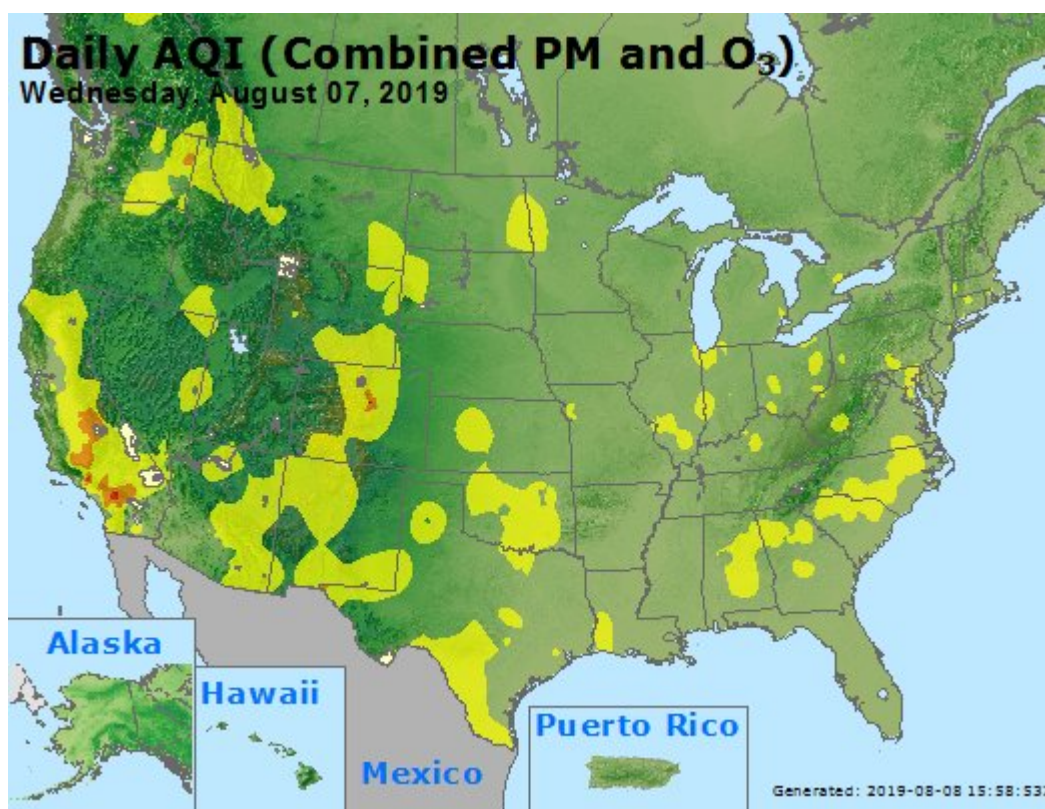 Daily AQI (Combined PM and O₃)
Wednesday, August 07, 2019
Alaska
Hawaii
Mexico
Puerto Rico
Generated: 2019-08-08 15:58:53